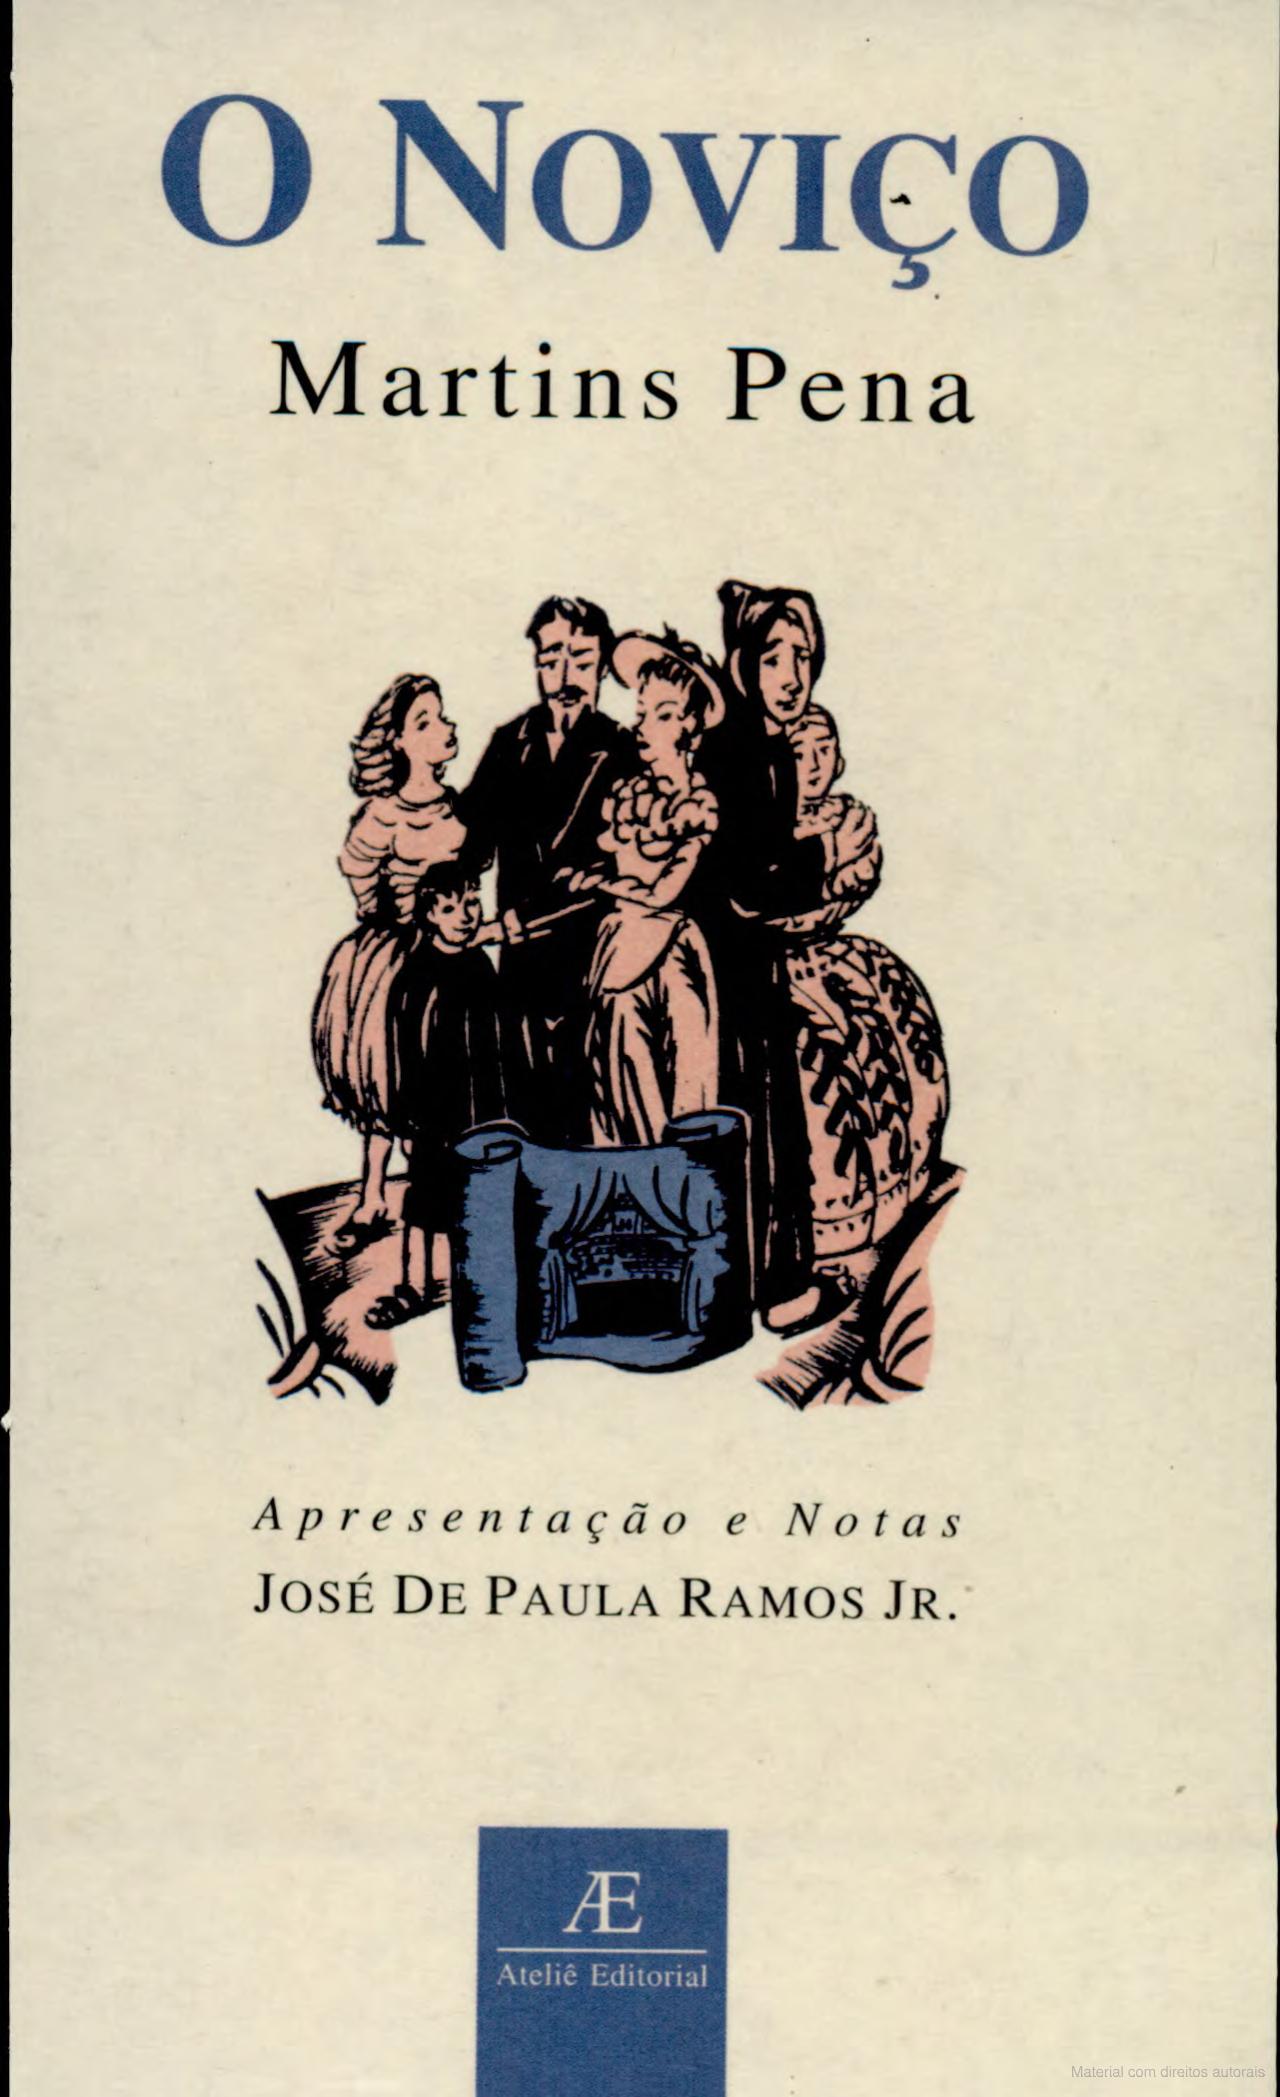 O NOVIÇO
Martins Pena
Apresentação e Notas
JOSÉ DE PAULA RAMOS JR.
Æ
Ateliê Editorial
Material com direitos autorais